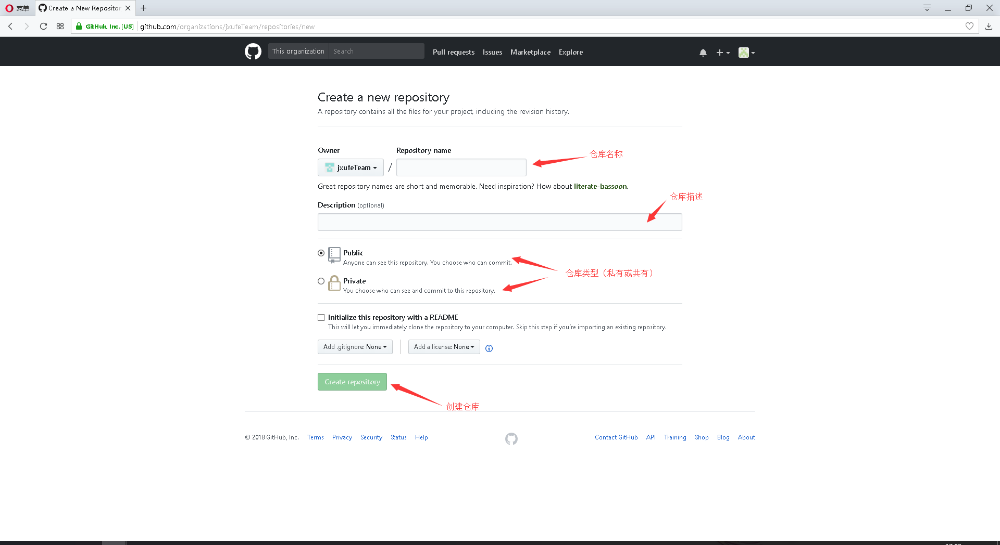 菜单
Create a New Repositor
GitHub, Inc. [US]
github.com/organizations/jxufeTeam/repositories/new
This organization
Search
Pull requests
Issues
Marketplace
Explore
Create a new repository
A repository contains all the files for your project, including the revision history.
Owner
Repository name
仓库名称
jxufeTeam
/
Great repository names are short and memorable. Need inspiration? How about literate-bassoon.
仓库描述
Description (optional)
Public
Anyone can see this repository. You choose who can commit.
仓库类型（私有或共有）
Private
You choose who can see and commit to this repository.
Initialize this repository with a README
This will let you immediately clone the repository to your computer. Skip this step if you're importing an existing repository.
Add .gitignore: None
Add a license: None
Create repository
创建仓库
© 2018 GitHub, Inc.
Terms
Privacy
Security
Status
Help
Contact GitHub
API
Training
Shop
Blog
About